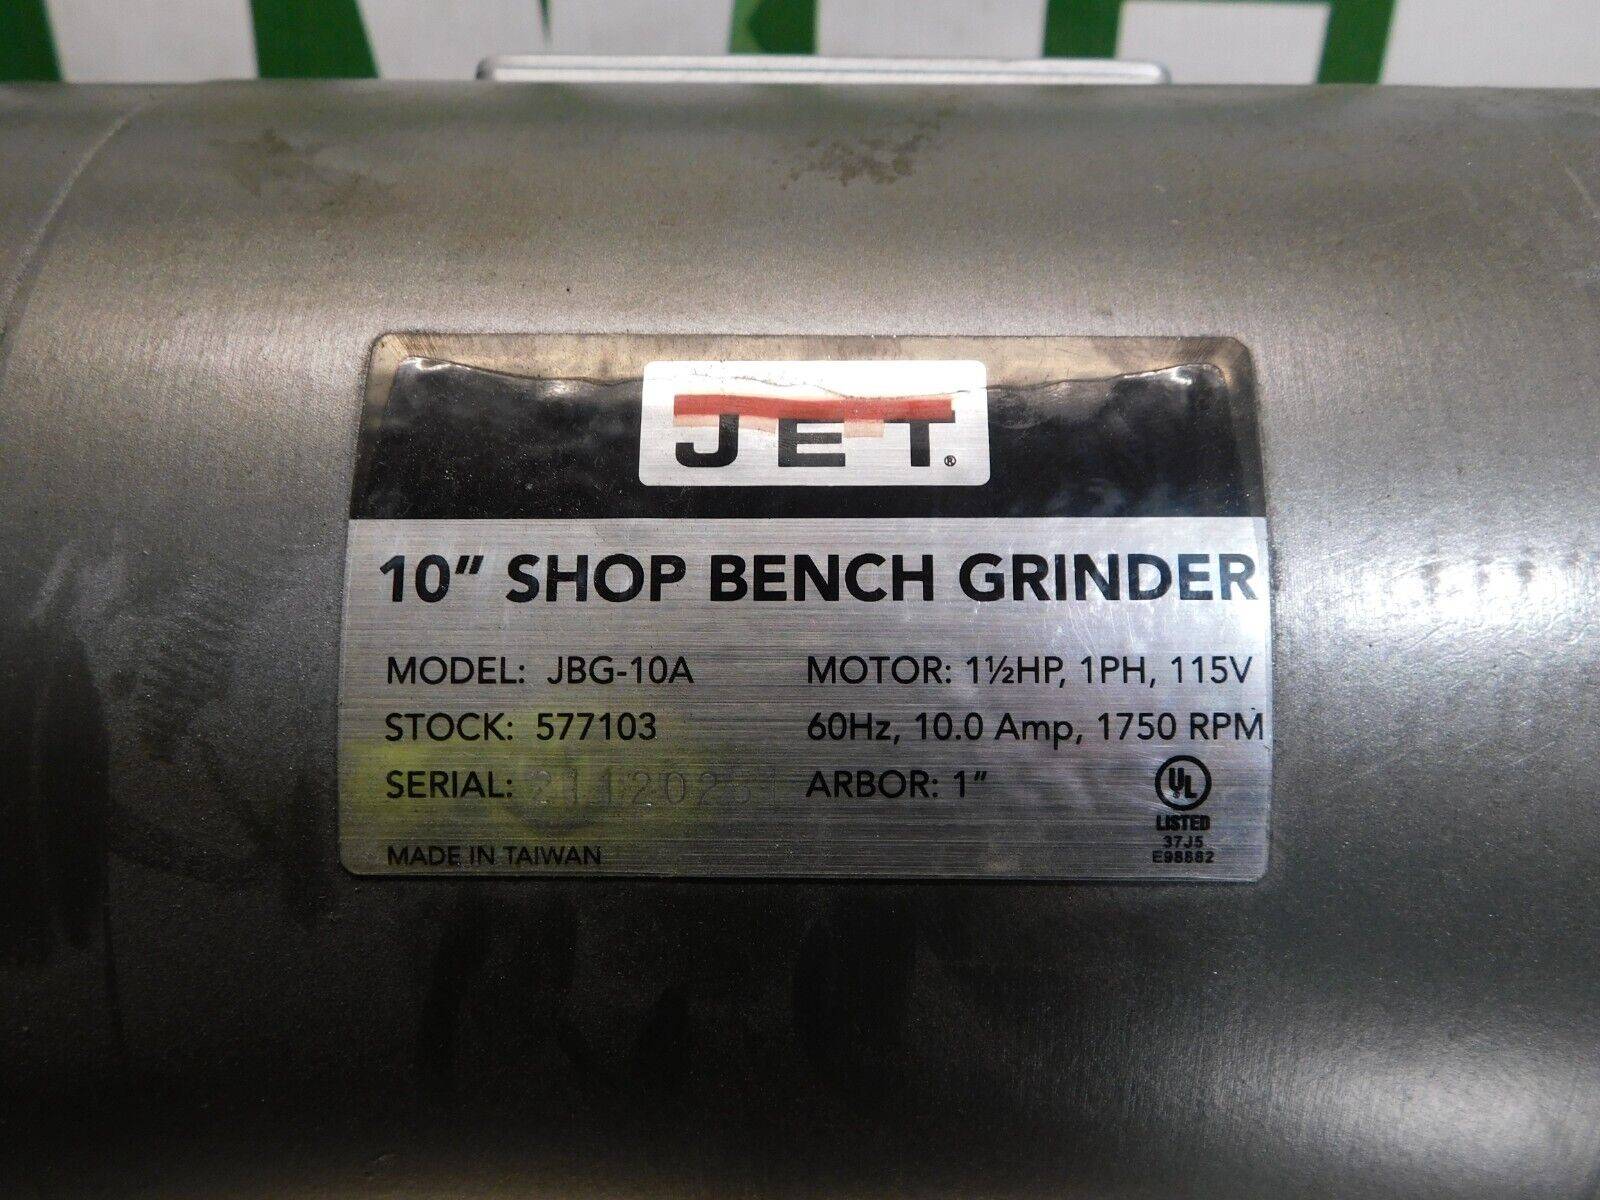 JET®
10" SHOP BENCH GRINDER
MODEL: JBG-10A
STOCK: 577103
SERIAL:
MADE IN TAIWAN
MOTOR: 1½HP, 1PH, 115V
60Hz, 10.0 Amp, 1750 RPM
ARBOR: 1"
UL
LISTED
37J5
E98882